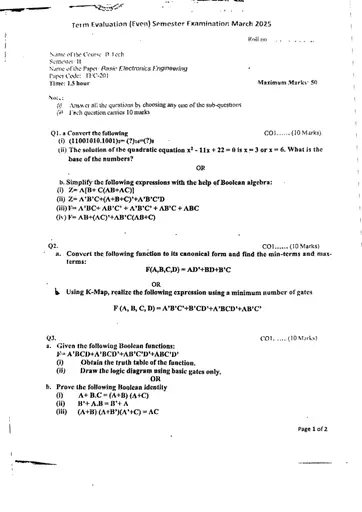 Term Evaluation (Even) Semester Examination March 2025
Roll no
Name of the Course: B.Tech
Semester: II
Name of the Paper: Basic Electronics Engineering
Paper Code: TEC-201
Time: 1.5 hour Maximum Marks: 50
Note:
(i) Answer all the questions by choosing any one of the sub-questions
(ii) Each question carries 10 marks
Q1. a Convert the following CO1...... (10 Marks)
(i) (11001010.1001)₂= (?)₁₀=(?)₈
(ii) The solution of the quadratic equation x² - 11x + 22 = 0 is x = 3 or x = 6. What is the
base of the numbers?
OR
b. Simplify the following expressions with the help of Boolean algebra:
(i) Z= A[B+ C(AB+AC)]
(ii) Z= A'B'C+(A+B+C)'+A'B'C'D
(iii) F= A'BC+ AB'C' + A'B'C' + AB'C + ABC
(iv) F= AB+(AC)'+AB'C(AB+C)
Q2. CO1...... (10 Marks)
a. Convert the following function to its canonical form and find the min-terms and max-
terms:
F(A,B,C,D) = AD'+BD+B'C
OR
Using K-Map, realize the following expression using a minimum number of gates
F (A, B, C, D) = A'B'C'+B'CD'+A'BCD'+AB'C'
Q3. CO1...... (10 Marks)
a. Given the following Boolean functions:
F= A'BCD+A'BCD'+AB'C'D'+ABC'D'
(i) Obtain the truth table of the function.
(ii) Draw the logic diagram using basic gates only.
OR
b. Prove the following Boolean identity
(i) A+ B.C = (A+B) (A+C)
(ii) B'+ A.B = B'+ A
(iii) (A+B) (A+B')(A'+C) = AC
Page 1 of 2